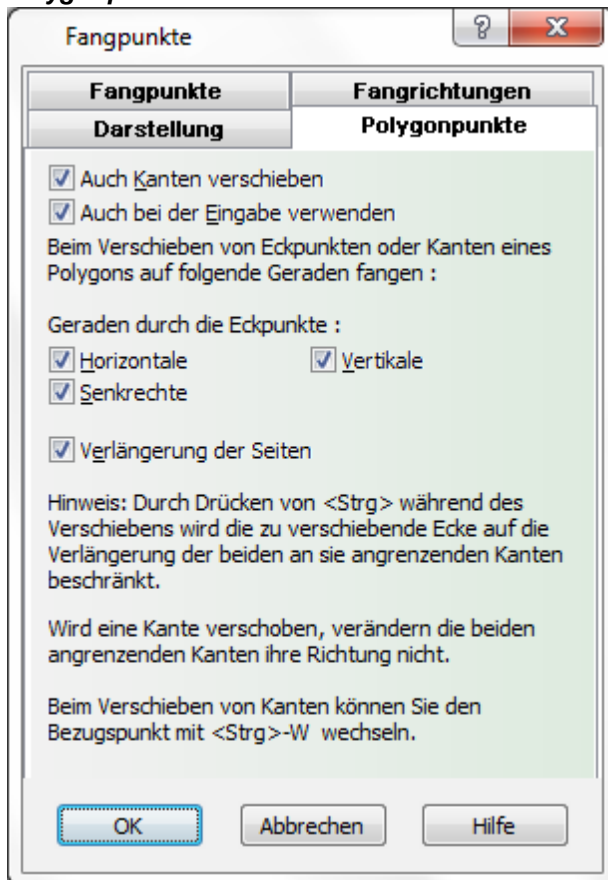 Fangpunkte
Fangpunkte
Fangrichtungen
Darstellung
Polygonpunkte
Auch Kanten verschieben
Auch bei der Eingabe verwenden
Beim Verschieben von Eckpunkten oder Kanten eines
Polygons auf folgende Geraden fangen :
Geraden durch die Eckpunkte :
Horizontale
Vertikale
Senkrechte
Verlängerung der Seiten
Hinweis: Durch Drücken von <Strg> während des
Verschiebens wird die zu verschiebende Ecke auf die
Verlängerung der beiden an sie angrenzenden Kanten
beschränkt.
Wird eine Kante verschoben, verändern die beiden
angrenzenden Kanten ihre Richtung nicht.
Beim Verschieben von Kanten können Sie den
Bezugspunkt mit <Strg>-W wechseln.
OK
Abbrechen
Hilfe